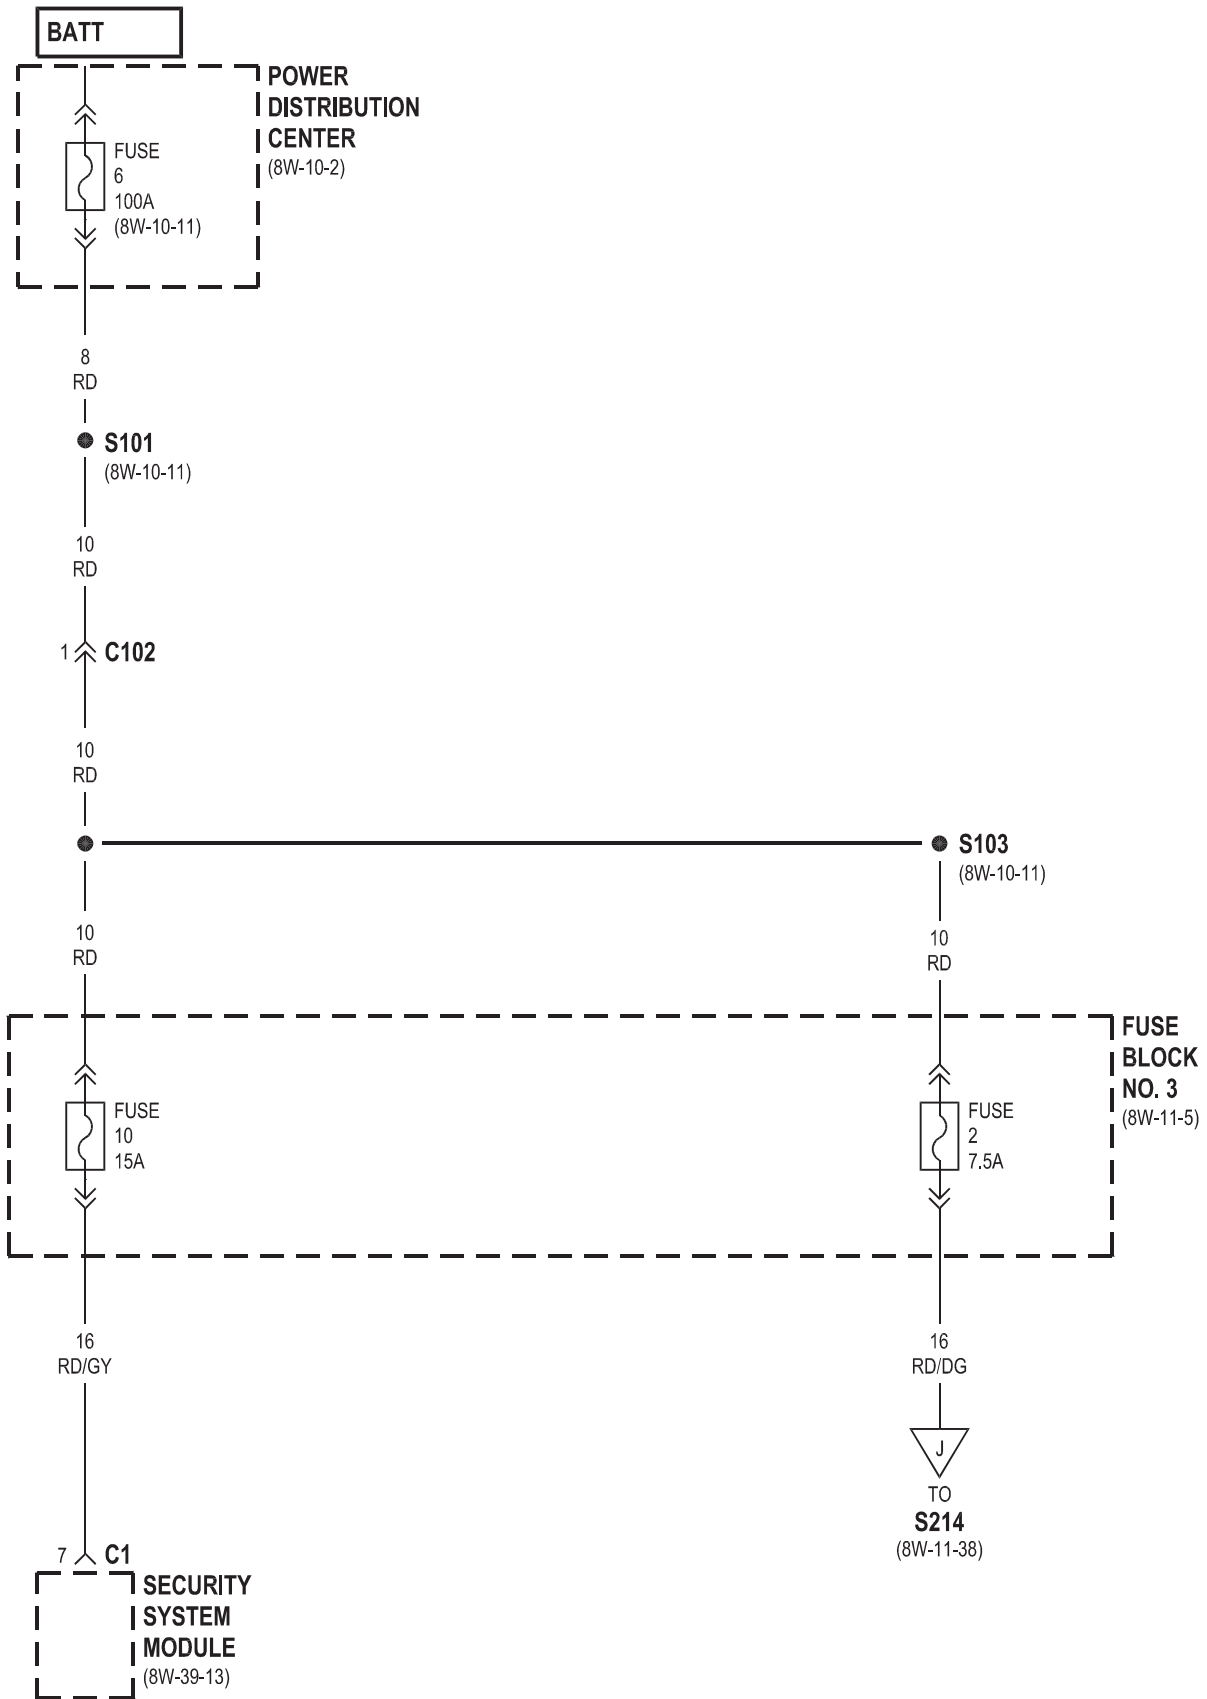 BATT
POWER
DISTRIBUTION
CENTER
(8W-10-2)
FUSE
6
100A
(8W-10-11)
8
RD
S101
(8W-10-11)
10
RD
1 C102
10
RD
S103
(8W-10-11)
10
RD
10
RD
FUSE
BLOCK
NO. 3
(8W-11-5)
FUSE
10
15A
FUSE
2
7.5A
16
RD/GY
16
RD/DG
J
TO
S214
(8W-11-38)
7 C1
SECURITY
SYSTEM
MODULE
(8W-39-13)